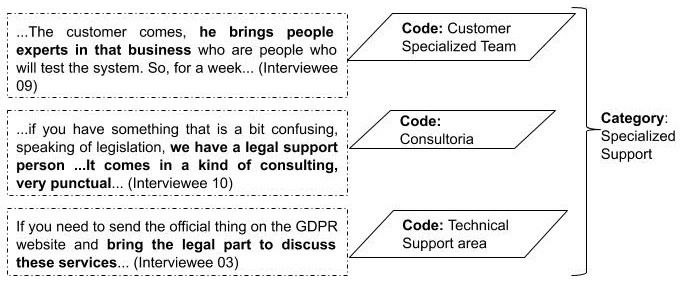 ...The customer comes, he brings people
experts in that business who are people who
will test the system. So, for a week... (Interviewee
09)
Code: Customer
Specialized Team
...if you have something that is a bit confusing,
speaking of legislation, we have a legal support
person ...It comes in a kind of consulting,
very punctual... (Interviewee 10)
Code:
Consultoria
If you need to send the official thing on the GDPR
website and bring the legal part to discuss
these services... (Interviewee 03)
Code: Technical
Support area
Category:
Specialized
Support